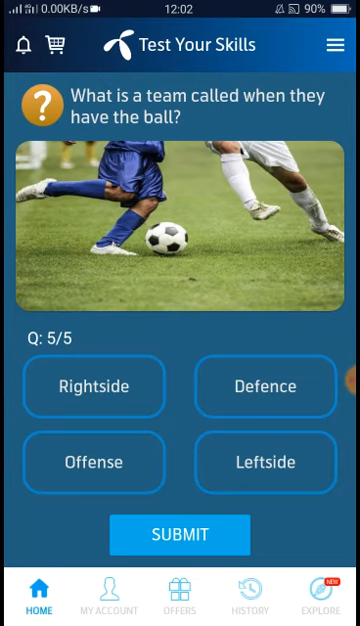 0.00KB/s 12:02 90%
Test Your Skills
? What is a team called when they
have the ball?
Q: 5/5
Rightside Defence
Offense Leftside
SUBMIT
NEW
HOME MY ACCOUNT OFFERS HISTORY EXPLORE